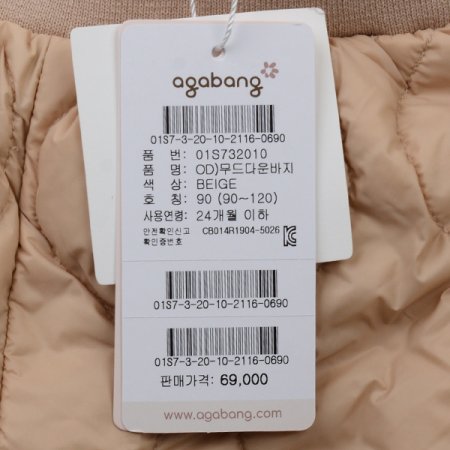 agabang
01S7-3-20-10-2116-0690
품 번: 01S732010
품 명: OD)무드다운바지
색 상: BEIGE
호 칭: 90 (90~120)
사용연령: 24개월 이하
안전확인신고
확인증번호 CB014R1904-5026
01S7-3-20-10-2116-0690
01S7-3-20-10-2116-0690
판매가격: 69,000
www.agabang.com